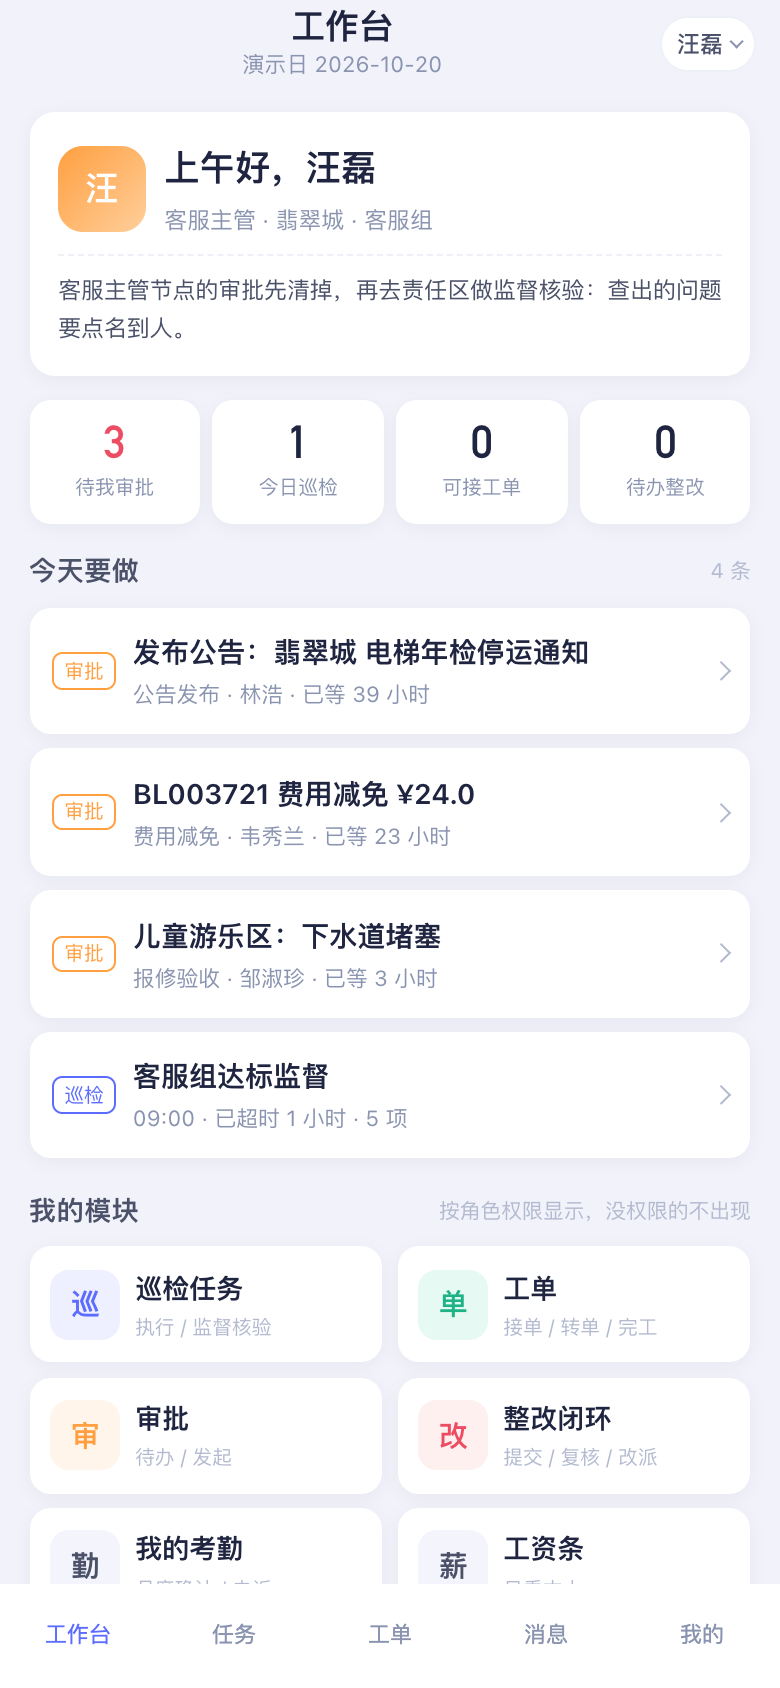 工作台
演示日 2026-10-20
汪磊
汪
上午好，汪磊
客服主管 · 翡翠城 · 客服组
客服主管节点的审批先清掉，再去责任区做监督核验：查出的问题
要点名到人。
3
待我审批
1
今日巡检
0
可接工单
0
待办整改
今天要做
4 条
审批
发布公告：翡翠城 电梯年检停运通知
公告发布 · 林浩 · 已等 39 小时
审批
BL003721 费用减免 ¥24.0
费用减免 · 韦秀兰 · 已等 23 小时
审批
儿童游乐区：下水道堵塞
报修验收 · 邹淑珍 · 已等 3 小时
巡检
客服组达标监督
09:00 · 已超时 1 小时 · 5 项
我的模块
按角色权限显示，没权限的不出现
巡
巡检任务
执行 / 监督核验
单
工单
接单 / 转单 / 完工
审
审批
待办 / 发起
改
整改闭环
提交 / 复核 / 改派
勤
我的考勤
薪
工资条
工作台
任务
工单
消息
我的